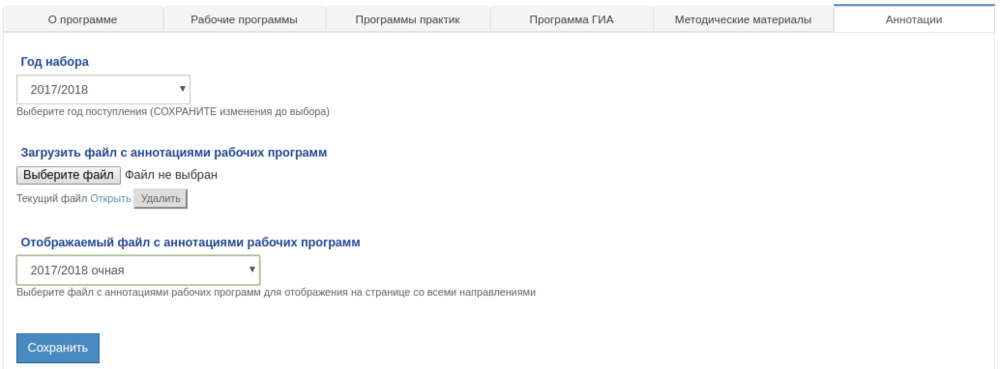 О программе Рабочие программы Программы практик Программа ГИА Методические материалы Аннотации
Год набора
2017/2018
Выберите год поступления (СОХРАНИТЕ изменения до выбора)
Загрузить файл с аннотациями рабочих программ
Выберите файл Файл не выбран
Текущий файл Открыть Удалить
Отображаемый файл с аннотациями рабочих программ
2017/2018 очная
Выберите файл с аннотациями рабочих программ для отображения на странице со всеми направлениями
Сохранить